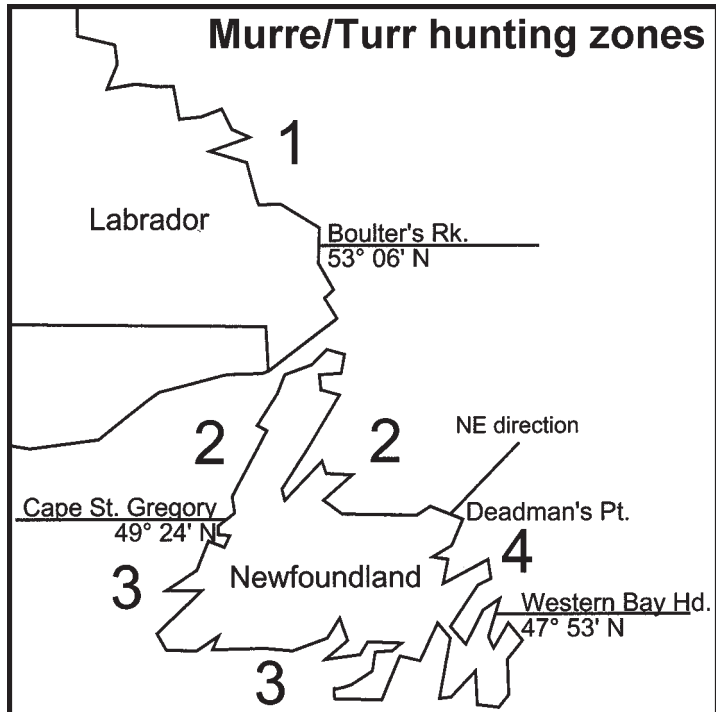 Murre/Turr hunting zones
1
Labrador
Boulter's Rk.
53° 06' N
2
2
NE direction
Cape St. Gregory
49° 24' N
Deadman's Pt.
4
3
Newfoundland
Western Bay Hd.
47° 53' N
3